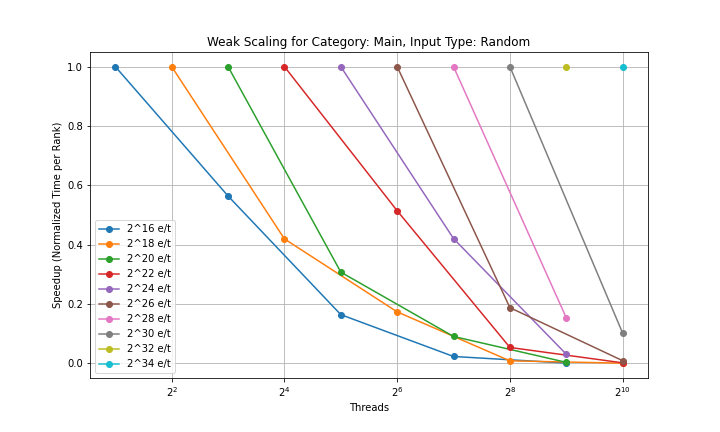 Weak Scaling for Category: Main, Input Type: Random
Speedup (Normalized Time per Rank)
1.0
0.8
0.6
0.4
0.2
0.0
2^16 e/t
2^18 e/t
2^20 e/t
2^22 e/t
2^24 e/t
2^26 e/t
2^28 e/t
2^30 e/t
2^32 e/t
2^34 e/t
2² 2⁴ 2⁶ 2⁸ 2¹⁰
Threads